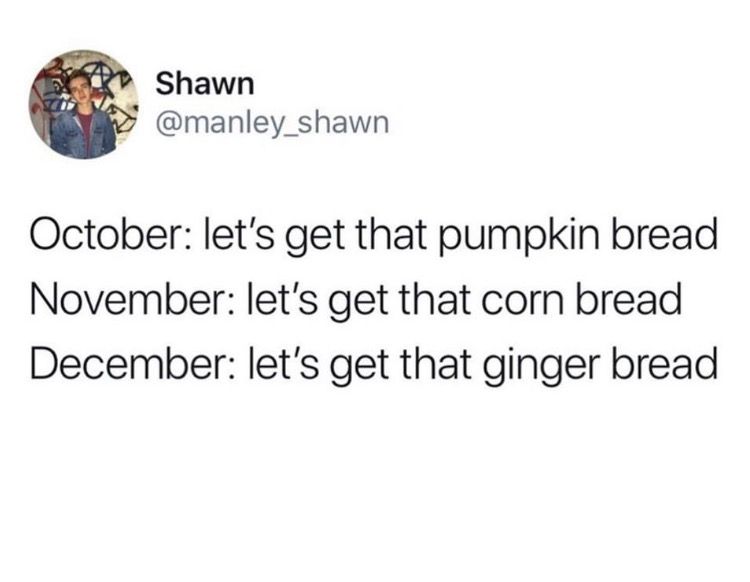 Shawn
@manley_shawn
October: let's get that pumpkin bread
November: let's get that corn bread
December: let's get that ginger bread